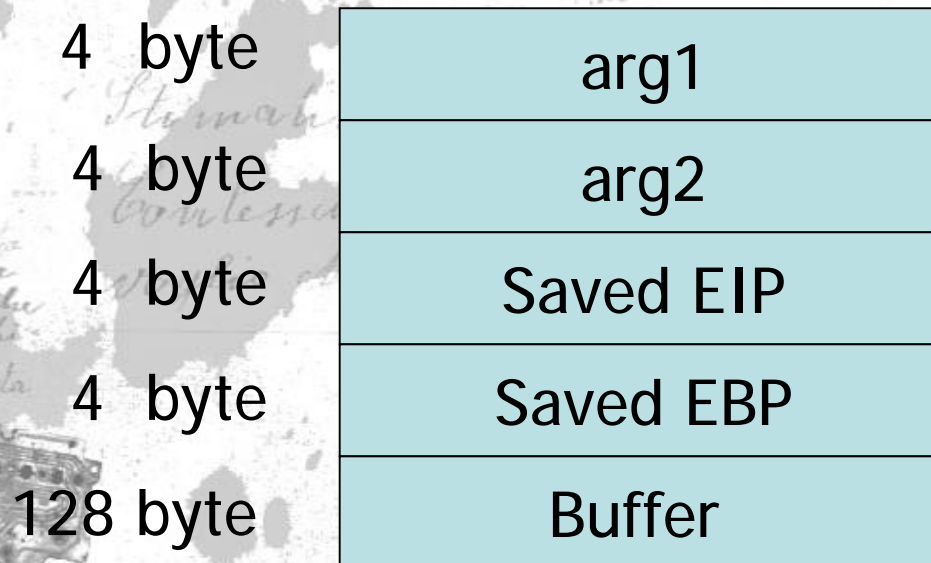 4 byte arg1
4 byte arg2
4 byte Saved EIP
4 byte Saved EBP
128 byte Buffer